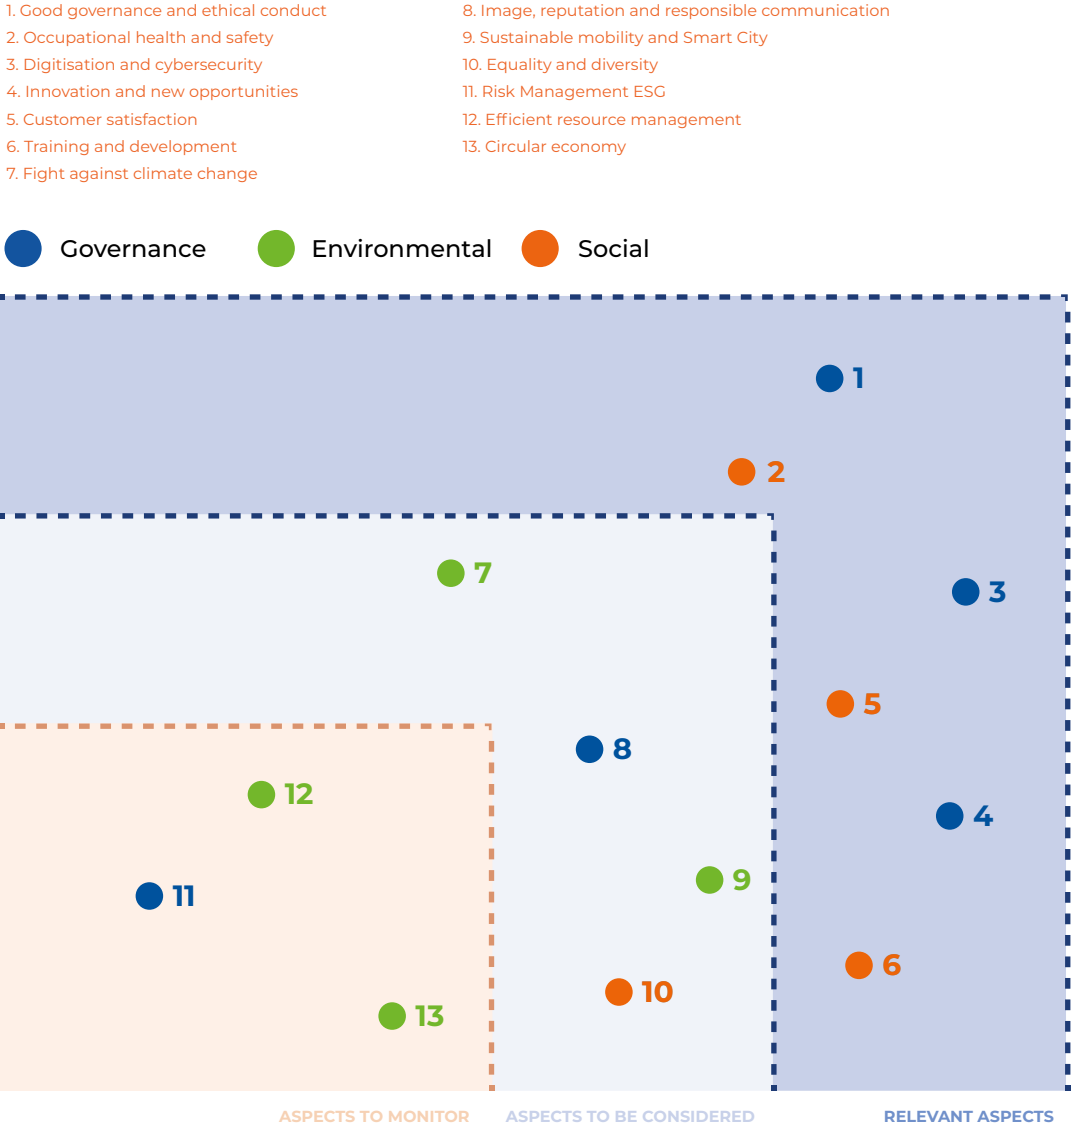 1. Good governance and ethical conduct
2. Occupational health and safety
3. Digitisation and cybersecurity
4. Innovation and new opportunities
5. Customer satisfaction
6. Training and development
7. Fight against climate change
8. Image, reputation and responsible communication
9. Sustainable mobility and Smart City
10. Equality and diversity
11. Risk Management ESG
12. Efficient resource management
13. Circular economy
Governance Environmental Social
1
2
7
3
5
8
12
4
9
11
6
10
13
ASPECTS TO MONITOR ASPECTS TO BE CONSIDERED RELEVANT ASPECTS